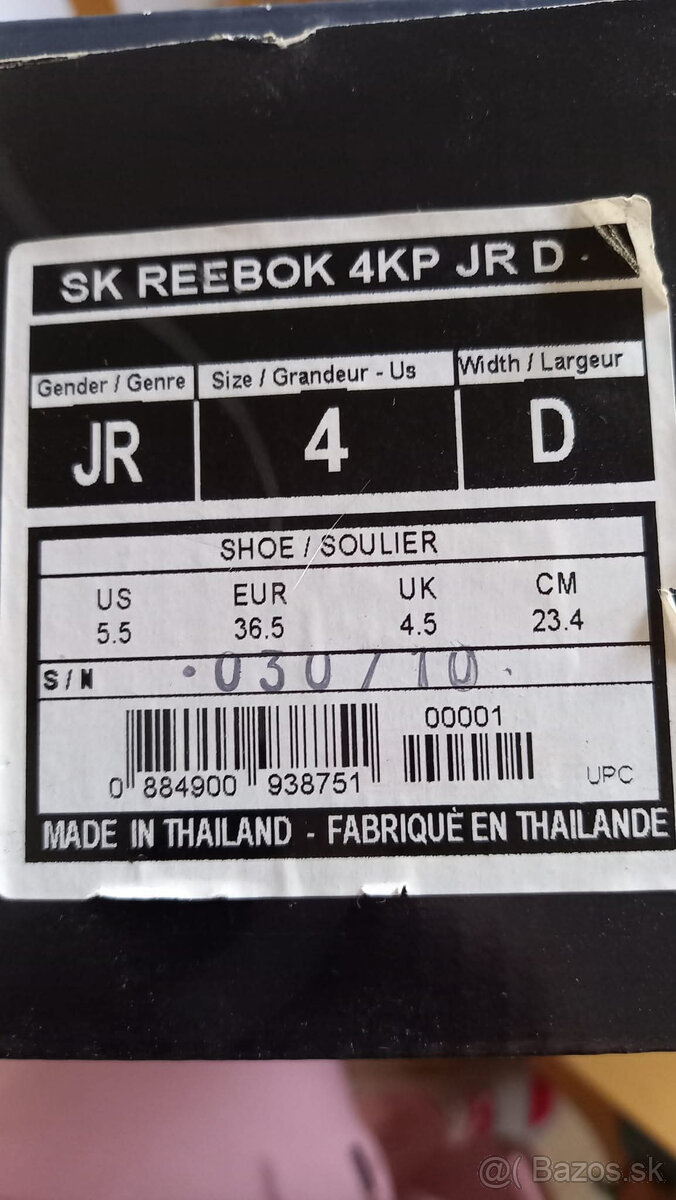 SK REEBOK 4KP JR D
Gender / Genre Size / Grandeur - Us Width / Largeur
JR 4 D
SHOE / SOULIER
US EUR UK CM
5.5 36.5 4.5 23.4
S/N 030/10
00001
0 884900 938751 UPC
MADE IN THAILAND - FABRIQUÈ EN THAILANDE
@( Bazos.sk